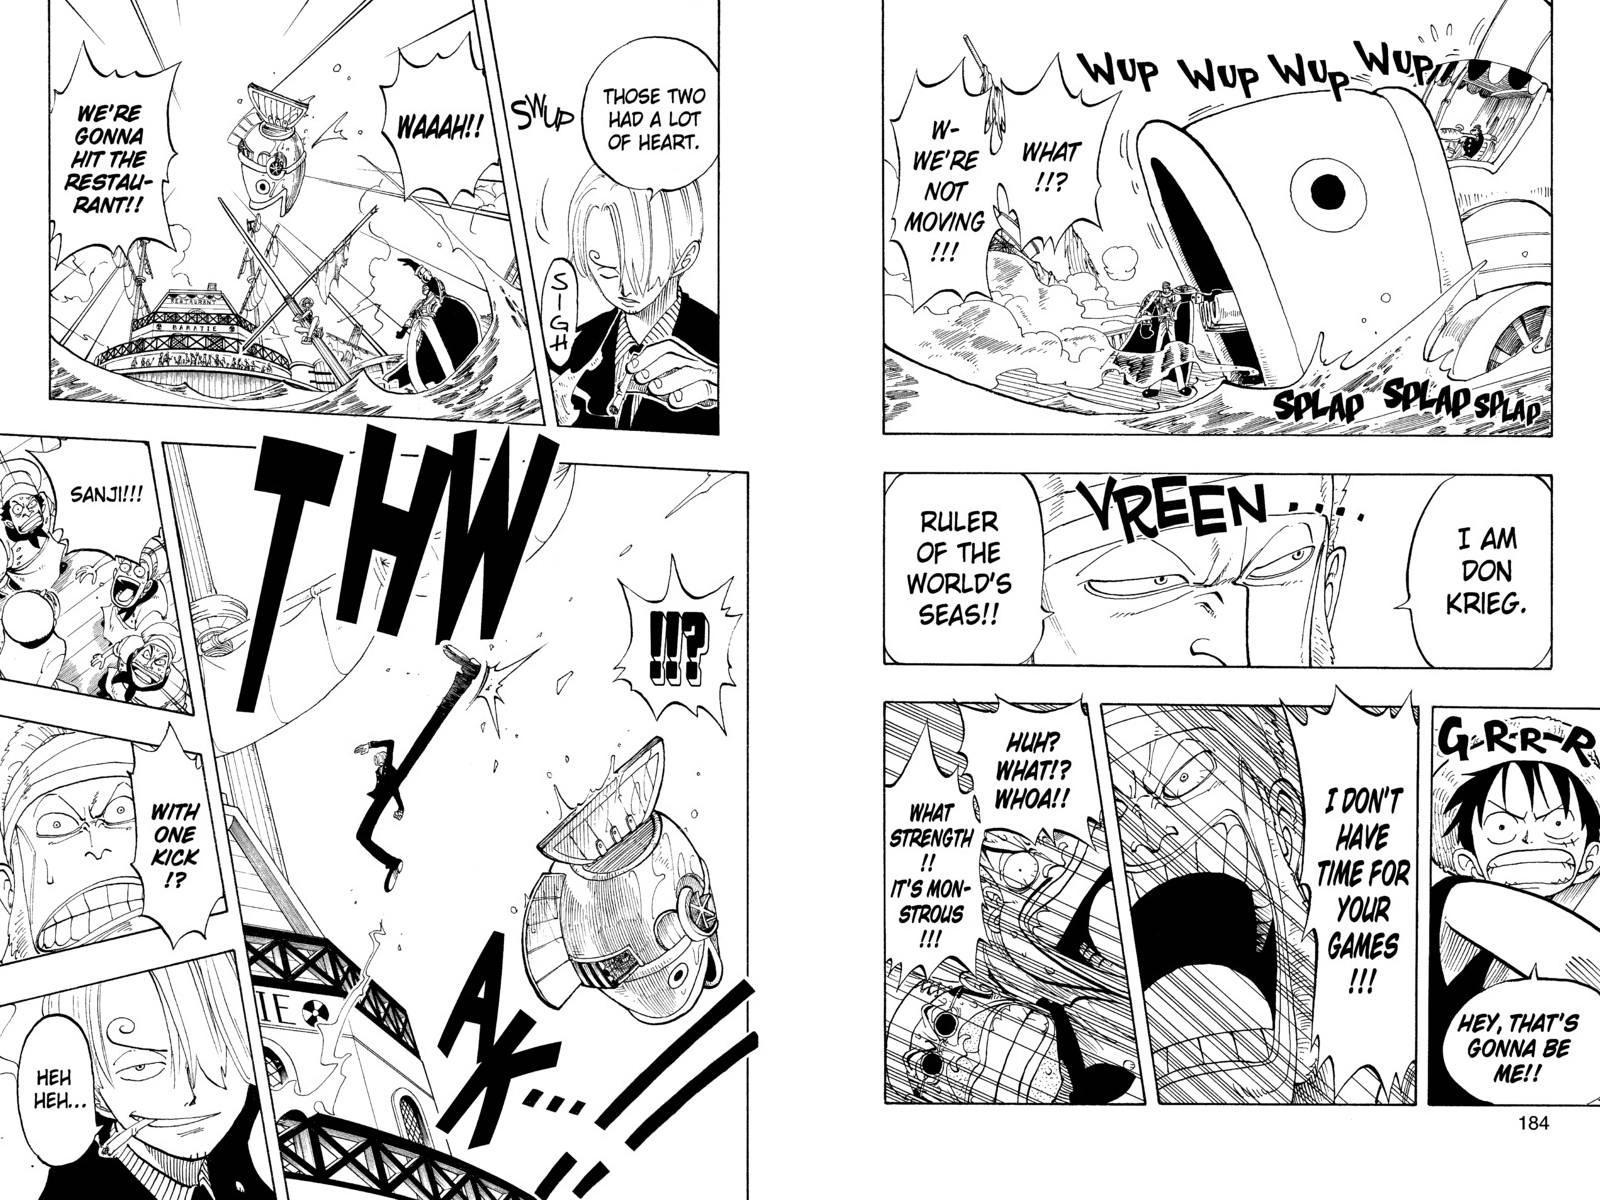 WUP WUP WUP WUP
WHAT
!!?
W-
WE'RE
NOT
MOVING
!!!
SPLAP SPLAP SPLAP
I AM
DON
KRIEG.
VREEN....
RULER
OF THE
WORLD'S
SEAS!!
G-R-R-R
HEY, THAT'S
GONNA BE
ME!!
I DON'T
HAVE
TIME FOR
YOUR
GAMES
!!!
HUH?
WHAT!?
WHOA!!
WHAT
STRENGTH
!!
IT'S MON-
STROUS
!!!
184
THOSE TWO
HAD A LOT
OF HEART.
SWUP
SIGH
WAAAH!!
WE'RE
GONNA
HIT THE
RESTAU-
RANT!!
RESTAURANT
BARATIE
!!!?
THW
AK...!!
IE
SANJI!!!
WITH
ONE
KICK
!?
HEH
HEH...